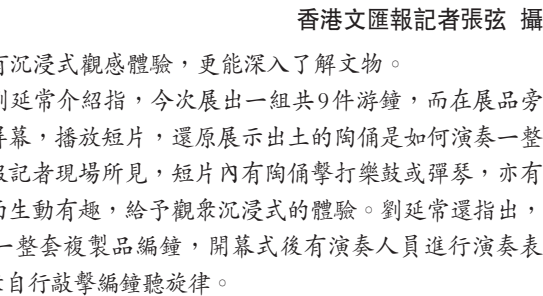 香港文匯報記者張弦 攝
沉浸式觀感體驗，更能深入了解文物。
延常介紹指，今次展出一組共9件游鐘，而在展品旁
幕，播放短片，還原展示出土的陶俑是如何演奏一整
記者現場所見，短片內有陶俑擊打樂鼓或彈琴，亦有
生動有趣，給予觀衆沉浸式的體驗。劉延常還指出，
一整套複製品編鐘，開幕式後有演奏人員進行演奏表
自行敲擊編鐘聽旋律。